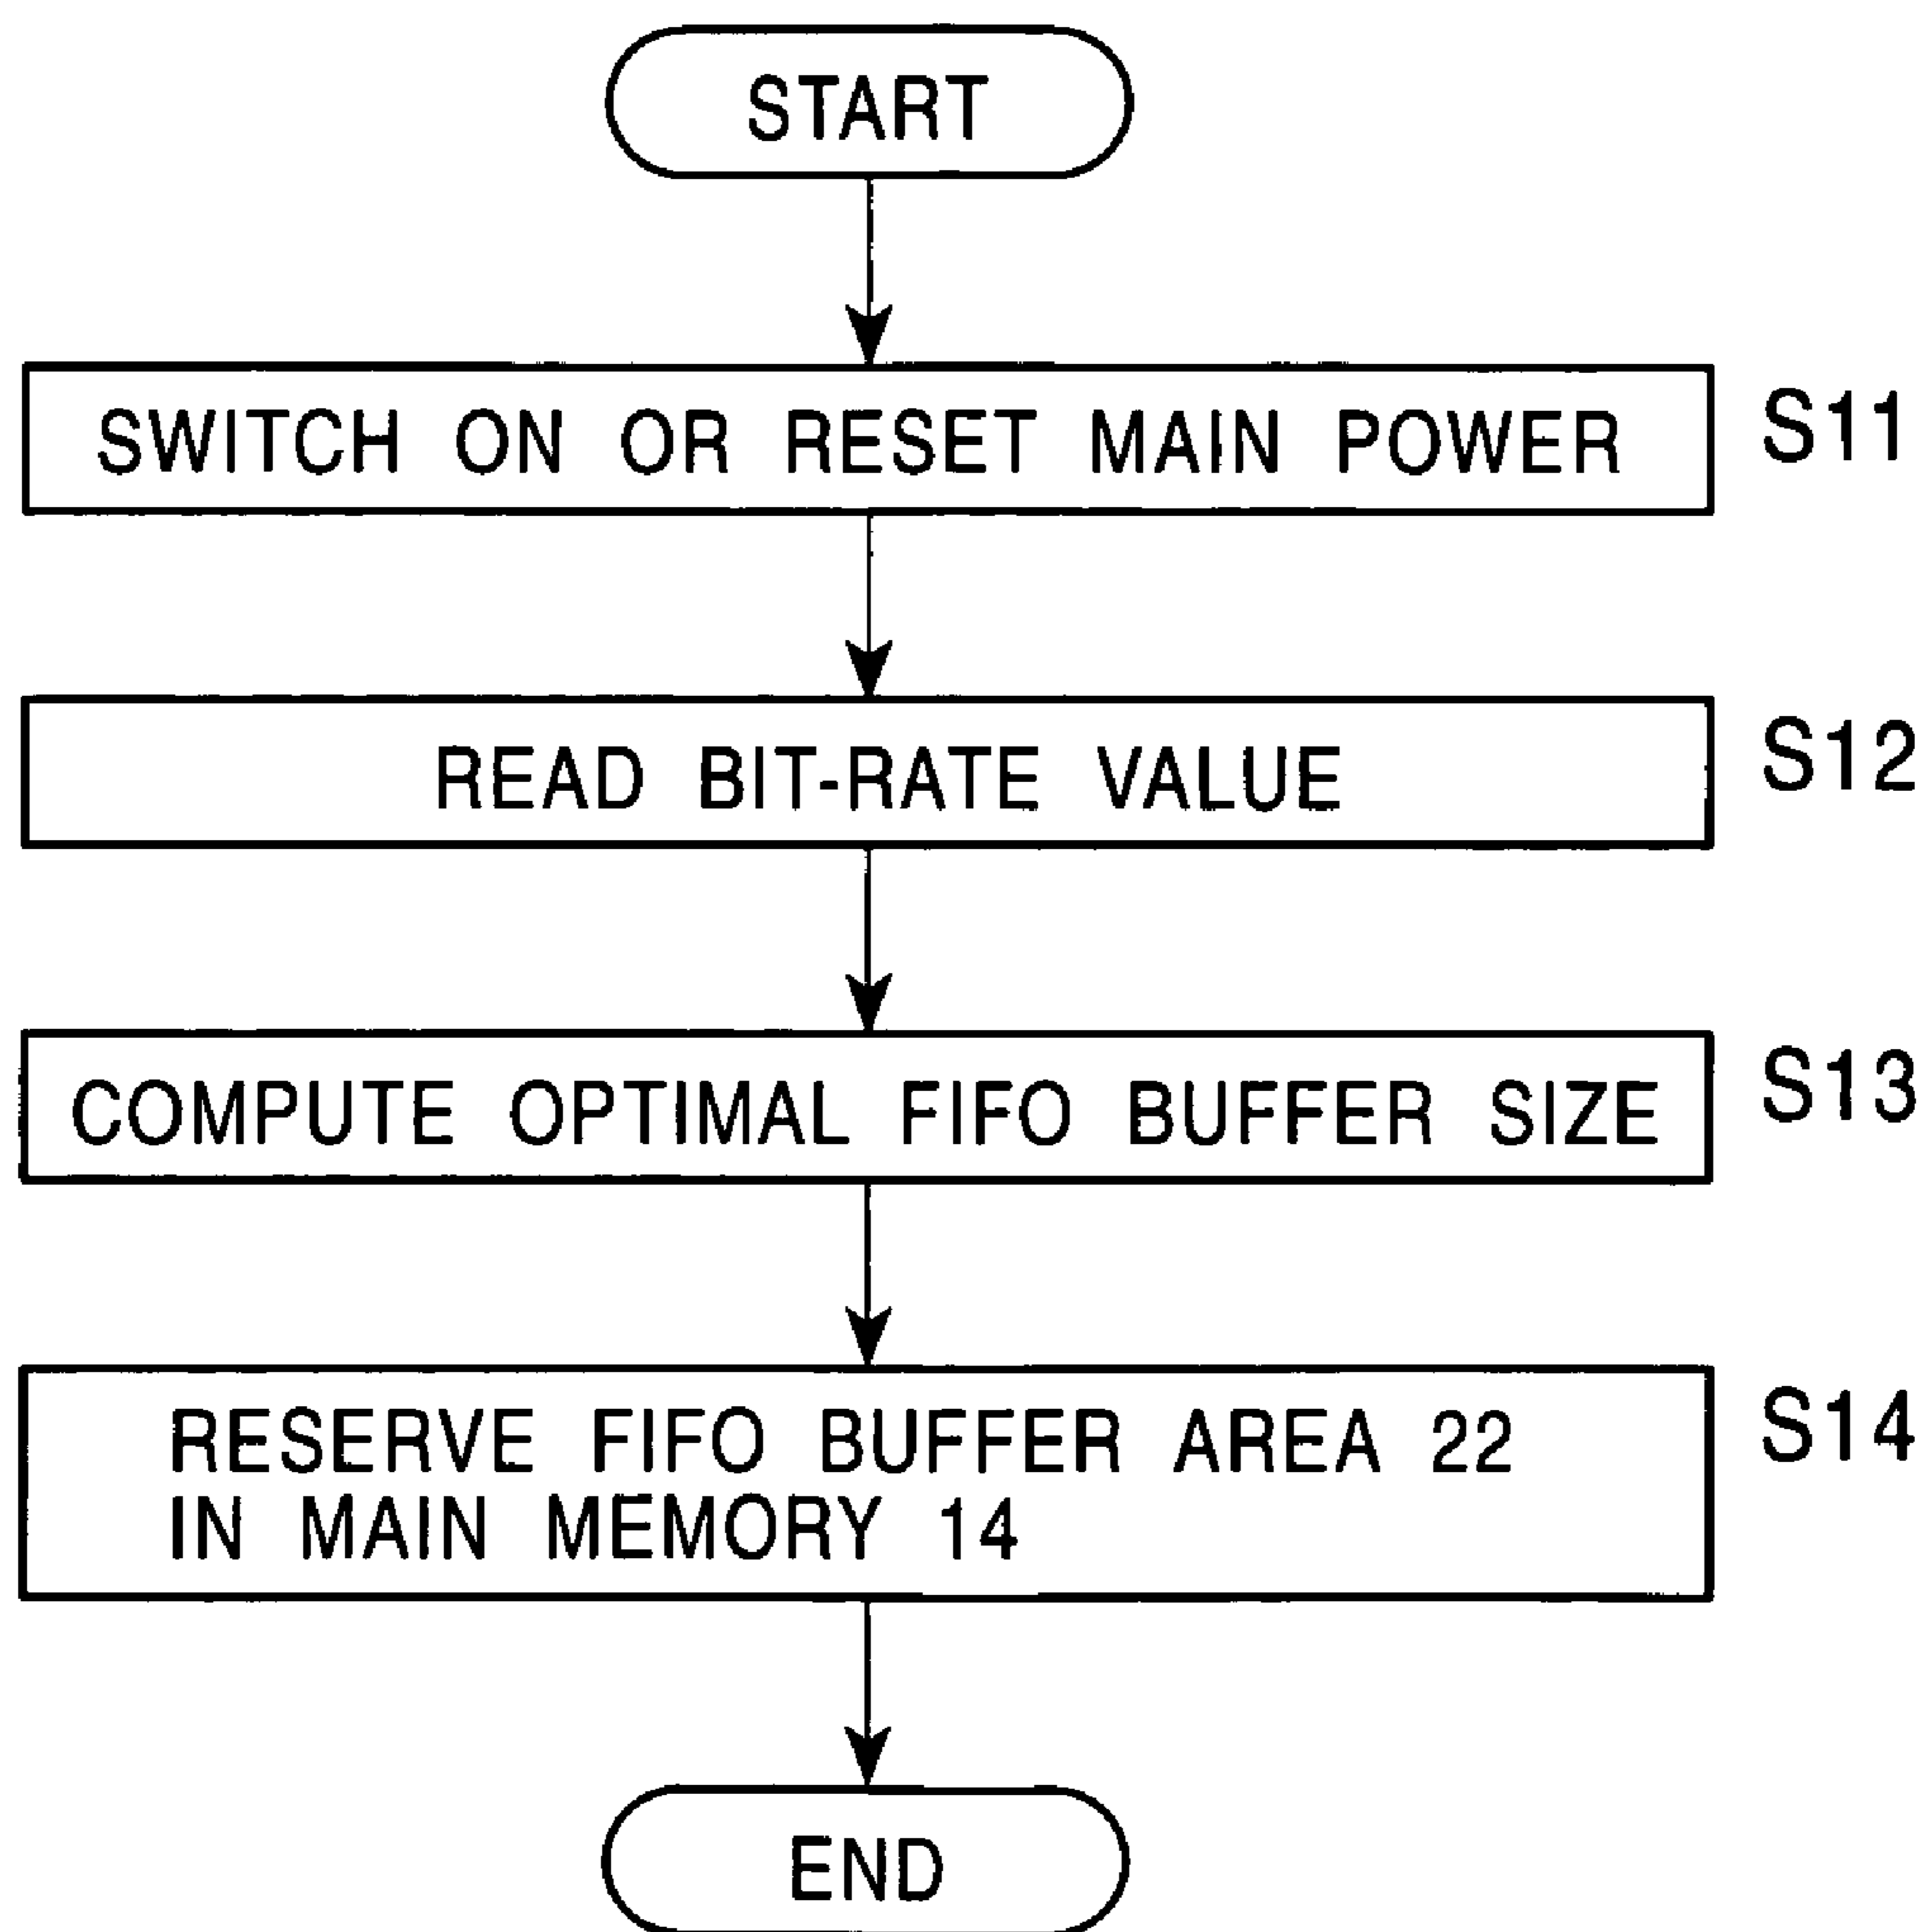 START
SWITCH ON OR RESET MAIN POWER S11
READ BIT-RATE VALUE S12
COMPUTE OPTIMAL FIFO BUFFER SIZE S13
RESERVE FIFO BUFFER AREA 22 S14
IN MAIN MEMORY 14
END